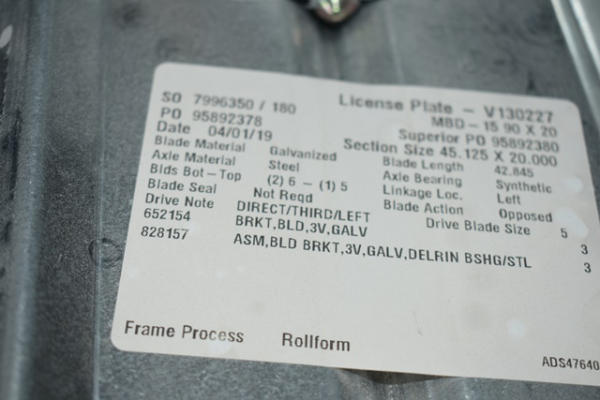 SO 7996350 / 180 License Plate – V130227
PO 95892378 MBD – 15 90 X 20
Date 04/01/19 Superior PO 95892380
Section Size 45.125 X 20.000
Blade Material Galvanized Blade Length 42.845
Axle Material Steel Axle Bearing Synthetic
Blds Bot–Top (2) 6 – (1) 5 Linkage Loc. Left
Blade Seal Not Reqd Blade Action Opposed
Drive Note DIRECT/THIRD/LEFT Drive Blade Size 5
652154 BRKT,BLD,3V,GALV 3
828157 ASM,BLD BRKT,3V,GALV,DELRIN BSHG/STL 3
Frame Process Rollform
ADS47640